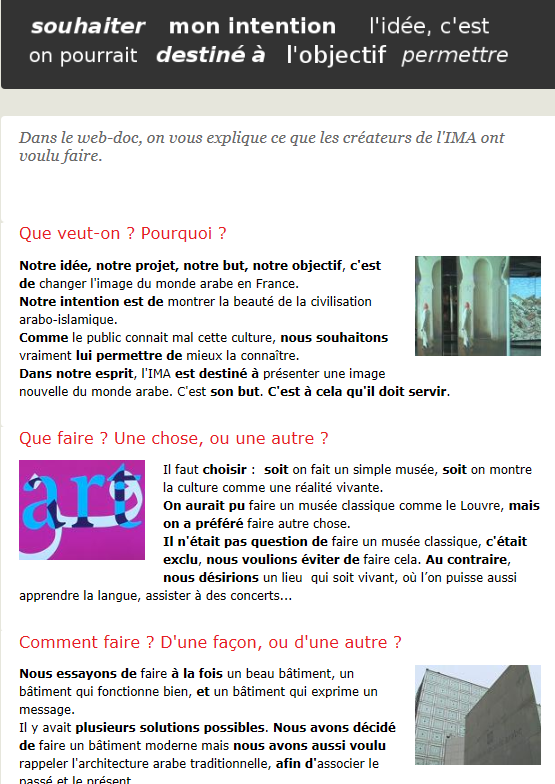 souhaiter mon intention l'idée, c'est
on pourrait destiné à l'objectif permettre
Dans le web-doc, on vous explique ce que les créateurs de l'IMA ont
voulu faire.
Que veut-on ? Pourquoi ?
Notre idée, notre projet, notre but, notre objectif, c'est
de changer l'image du monde arabe en France.
Notre intention est de montrer la beauté de la civilisation
arabo-islamique.
Comme le public connait mal cette culture, nous souhaitons
vraiment lui permettre de mieux la connaître.
Dans notre esprit, l'IMA est destiné à présenter une image
nouvelle du monde arabe. C'est son but. C'est à cela qu'il doit servir.
Que faire ? Une chose, ou une autre ?
art
Il faut choisir : soit on fait un simple musée, soit on montre
la culture comme une réalité vivante.
On aurait pu faire un musée classique comme le Louvre, mais
on a préféré faire autre chose.
Il n'était pas question de faire un musée classique, c'était
exclu, nous voulions éviter de faire cela. Au contraire,
nous désirions un lieu qui soit vivant, où l´on puisse aussi
apprendre la langue, assister à des concerts...
Comment faire ? D'une façon, ou d'une autre ?
Nous essayons de faire à la fois un beau bâtiment, un
bâtiment qui fonctionne bien, et un bâtiment qui exprime un
message.
Il y avait plusieurs solutions possibles. Nous avons décidé
de faire un bâtiment moderne mais nous avons aussi voulu
rappeler l'architecture arabe traditionnelle, afin d'associer le
passé et le présent.